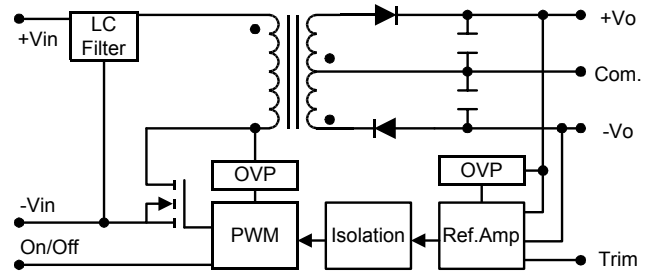 LC
Filter
+Vin
+Vo
Com.
-Vo
OVP
OVP
-Vin
PWM
Isolation
Ref.Amp
On/Off
Trim